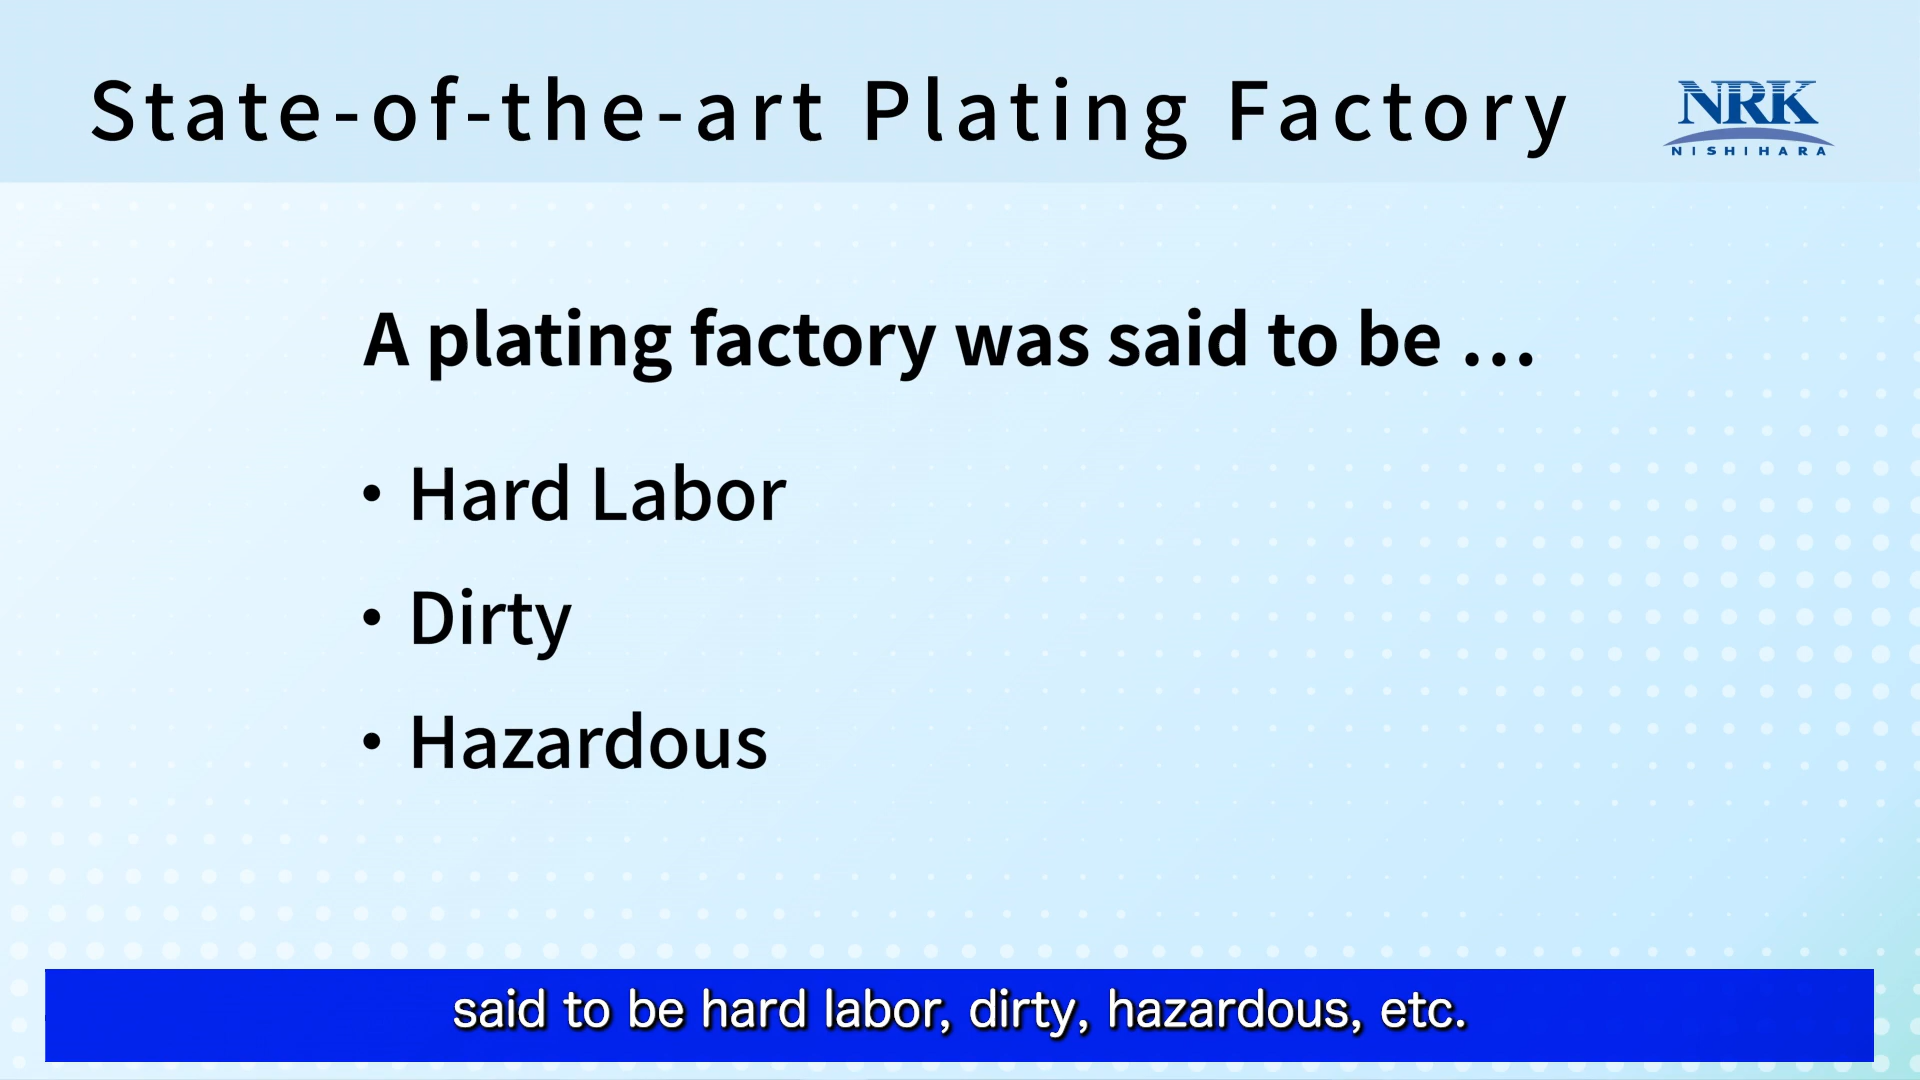 State-of-the-art Plating Factory
NRK
NISHIHARA
A plating factory was said to be …
・Hard Labor
・Dirty
・Hazardous
said to be hard labor, dirty, hazardous, etc.